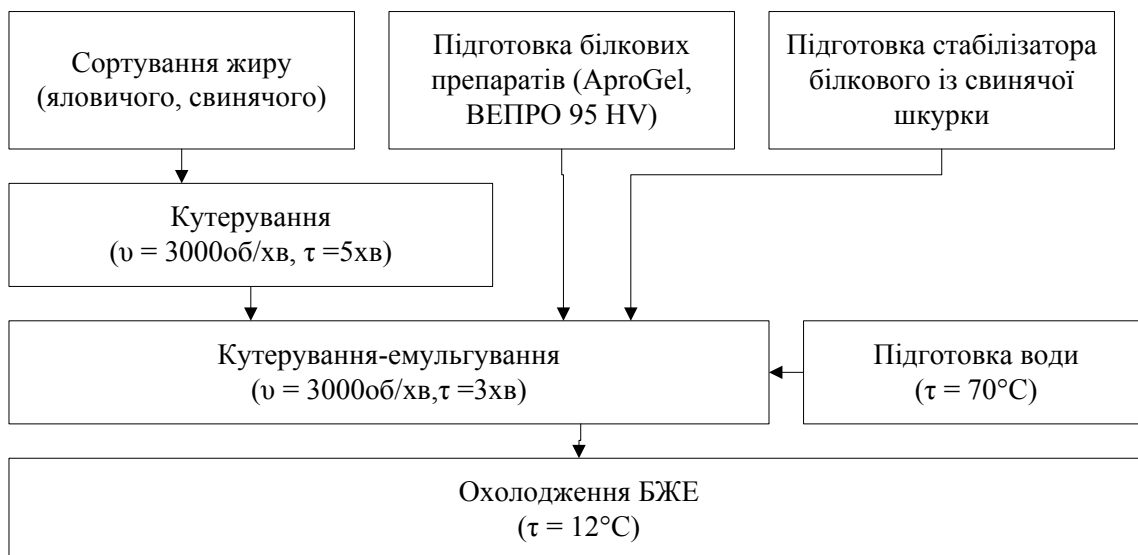 Сортування жиру
(яловичого, свинячого)
Підготовка білкових
препаратів (AproGel,
ВЕПРО 95 HV)
Підготовка стабілізатора
білкового із свинячої
шкурки
Кутерування
(υ = 3000об/хв, τ =5хв)
Кутерування-емульгування
(υ = 3000об/хв,τ =3хв)
Підготовка води
(τ = 70°С)
Охолодження БЖЕ
(τ = 12°С)